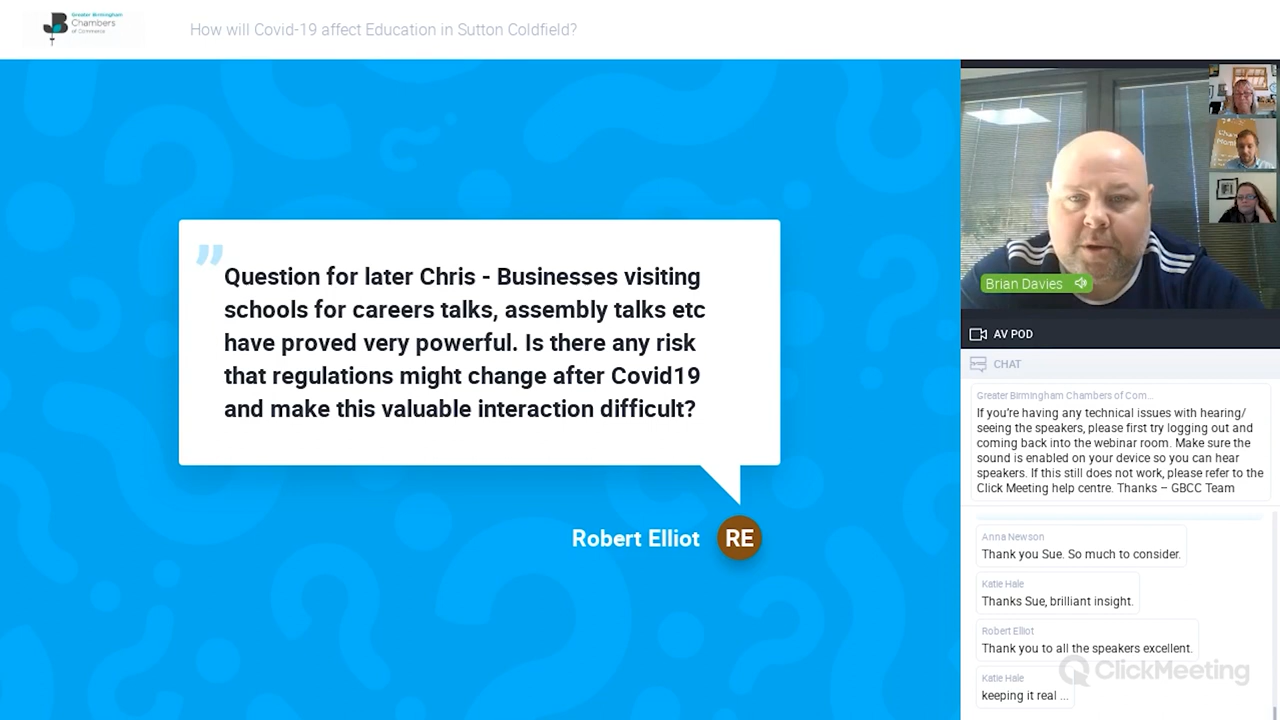 Greater Birmingham
Chambers
of Commerce
How will Covid-19 affect Education in Sutton Coldfield?
Question for later Chris - Businesses visiting
schools for careers talks, assembly talks etc
have proved very powerful. Is there any risk
that regulations might change after Covid19
and make this valuable interaction difficult?
Robert Elliot
RE
Brian Davies
AV POD
CHAT
Greater Birmingham Chambers of Com...
If you're having any technical issues with hearing/
seeing the speakers, please first try logging out and
coming back into the webinar room. Make sure the
sound is enabled on your device so you can hear
speakers. If this still does not work, please refer to the
Click Meeting help centre. Thanks – GBCC Team
Anna Newson
Thank you Sue. So much to consider.
Katie Hale
Thanks Sue, brilliant insight.
Robert Elliot
Thank you to all the speakers excellent.
Katie Hale
keeping it real ...
ClickMeeting